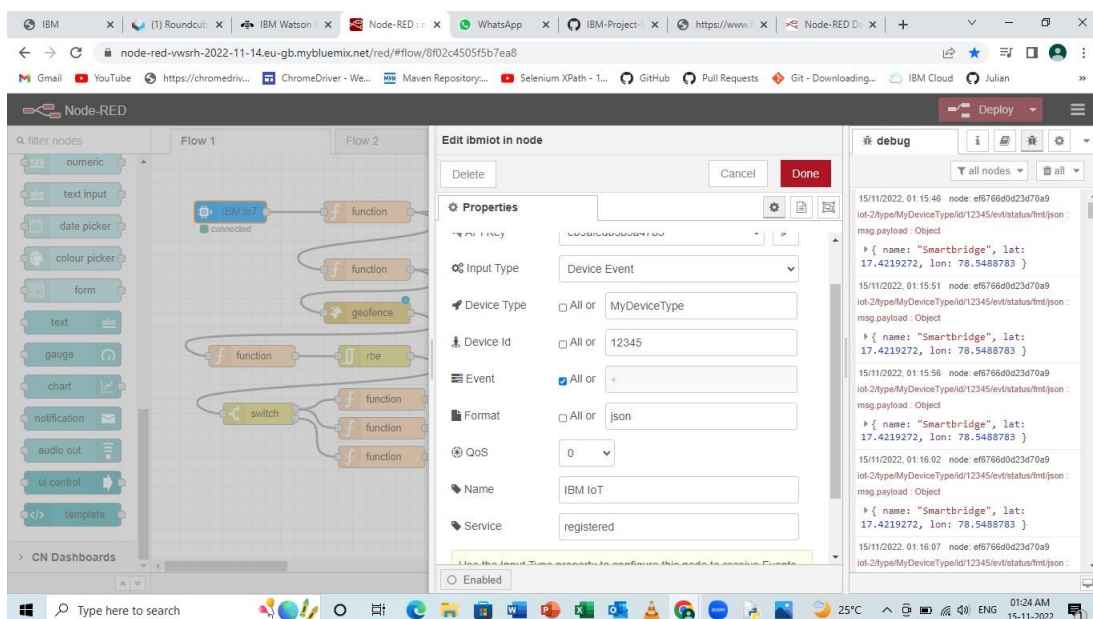 IBM
(1) Roundcub
IBM Watson
Node-RED : n
WhatsApp
IBM-Project-
https://www.
Node-RED D
node-red-vwsrh-2022-11-14.eu-gb.mybluemix.net/red/#flow/8f02c4505f5b7ea8
Gmail YouTube https://chromedriv... ChromeDriver - We... Maven Repository:... Selenium XPath - 1... GitHub Pull Requests Git - Downloading... IBM Cloud Julian »
Node-RED
Deploy
filter nodes
numeric
text input
date picker
colour picker
form
text abc
gauge
chart
notification
audio out
ui control
</> template
CN Dashboards
Flow 1
Flow 2
IBM IoT
connected
function
function
geofence
function
rbe
switch
function
function
function
Edit ibmiot in node
Delete
Cancel
Done
Properties
Input Type Device Event
Device Type All or MyDeviceType
Device Id All or 12345
Event All or +
Format All or json
QoS 0
Name IBM IoT
Service registered
Enabled
debug
all nodes
all
15/11/2022, 01:15:46 node: ef6766d0d23d70a9
iot-2/type/MyDeviceType/id/12345/evt/status/fmt/json :
msg.payload : Object
{ name: "Smartbridge", lat:
17.4219272, lon: 78.5488783 }
15/11/2022, 01:15:51 node: ef6766d0d23d70a9
iot-2/type/MyDeviceType/id/12345/evt/status/fmt/json :
msg.payload : Object
{ name: "Smartbridge", lat:
17.4219272, lon: 78.5488783 }
15/11/2022, 01:15:56 node: ef6766d0d23d70a9
iot-2/type/MyDeviceType/id/12345/evt/status/fmt/json :
msg.payload : Object
{ name: "Smartbridge", lat:
17.4219272, lon: 78.5488783 }
15/11/2022, 01:16:02 node: ef6766d0d23d70a9
iot-2/type/MyDeviceType/id/12345/evt/status/fmt/json :
msg.payload : Object
{ name: "Smartbridge", lat:
17.4219272, lon: 78.5488783 }
15/11/2022, 01:16:07 node: ef6766d0d23d70a9
iot-2/type/MyDeviceType/id/12345/evt/status/fmt/json :
Type here to search
25°C
ENG
01:24 AM
15-11-2022